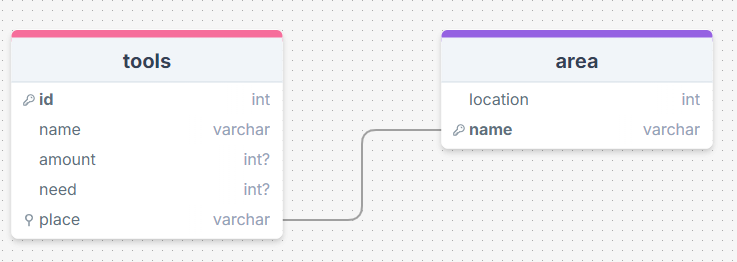 tools
id int
name varchar
amount int?
need int?
place varchar
area
location int
name varchar